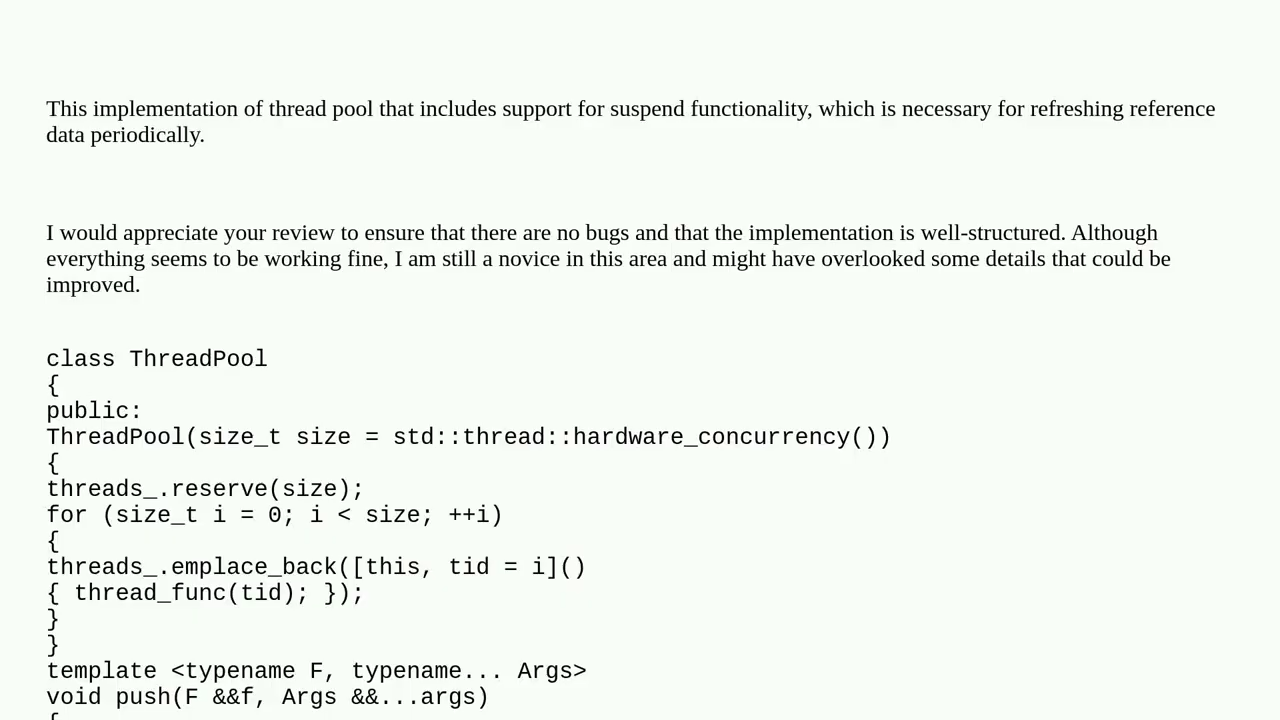 This implementation of thread pool that includes support for suspend functionality, which is necessary for refreshing reference
data periodically.
I would appreciate your review to ensure that there are no bugs and that the implementation is well-structured. Although
everything seems to be working fine, I am still a novice in this area and might have overlooked some details that could be
improved.
class ThreadPool
{
public:
ThreadPool(size_t size = std::thread::hardware_concurrency())
{
threads_.reserve(size);
for (size_t i = 0; i < size; ++i)
{
threads_.emplace_back([this, tid = i]()
{ thread_func(tid); });
}
}
template <typename F, typename... Args>
void push(F &&f, Args &&...args)
{